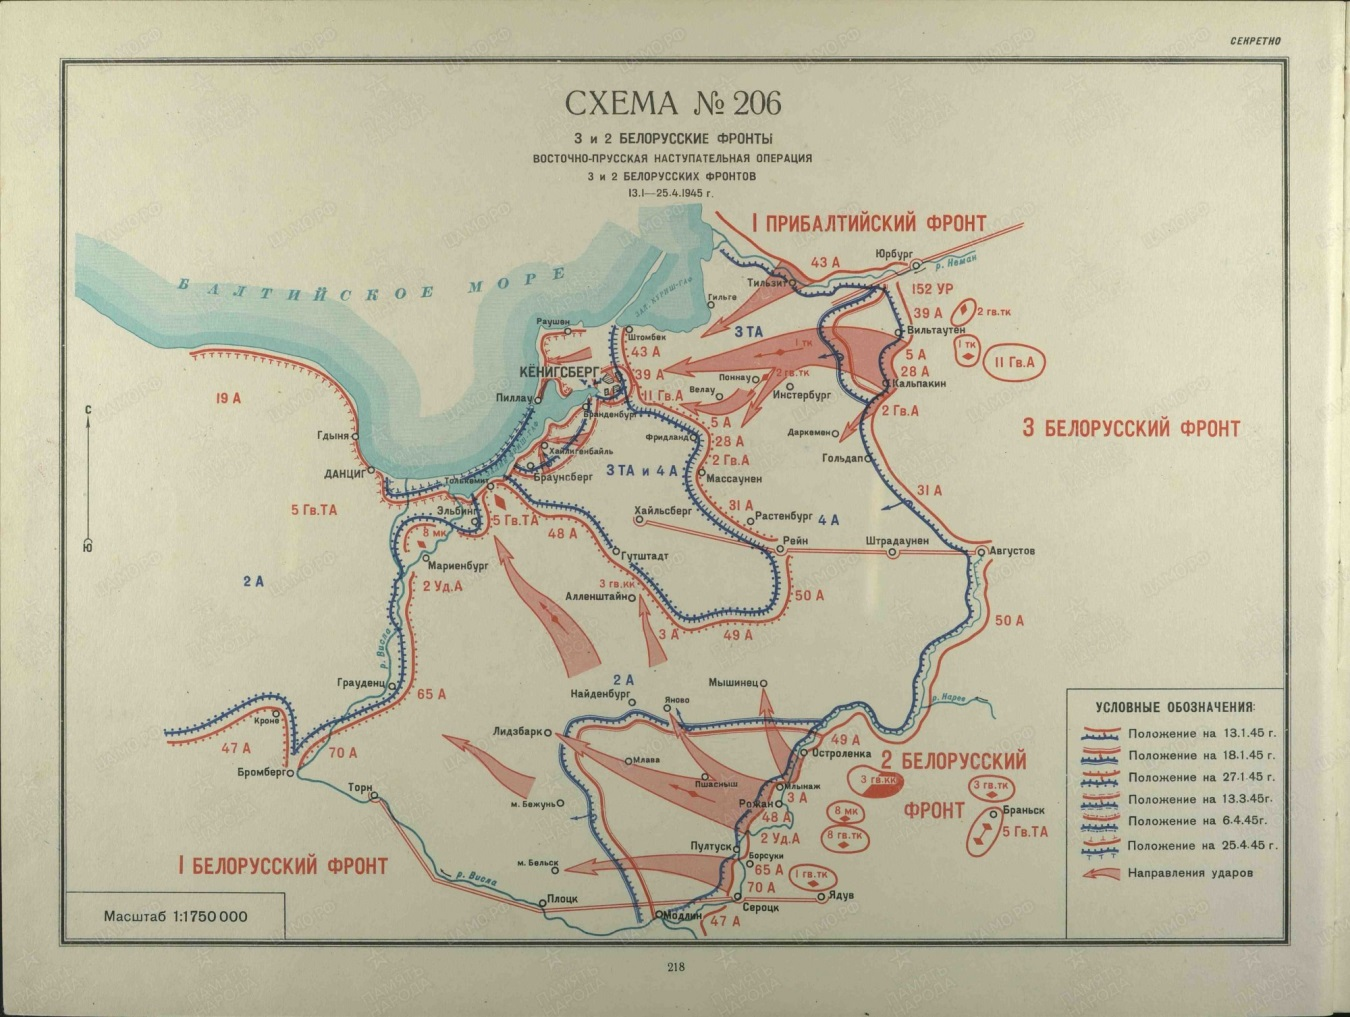 СЕКРЕТНО
СХЕМА № 206
3 и 2 БЕЛОРУССКИЕ ФРОНТЫ
ВОСТОЧНО-ПРУССКАЯ НАСТУПАТЕЛЬНАЯ ОПЕРАЦИЯ
3 и 2 БЕЛОРУССКИХ ФРОНТОВ
13.I—25.4.1945 г.
I ПРИБАЛТИЙСКИЙ ФРОНТ
БАЛТИЙСКОЕ МОРЕ
43 А
Юрбург
р. Неман
Тильзит
152 УР
Гильге
39 А
2 гв.тк
Раушен
Штомбек
3 ТА
Вильтаутен
1 тк
1 тк
43 А
5 А
11 Гв.А
КЁНИГСБЕРГ
39 А
Поннау
2 гв.тк
28 А
Кальпакин
Пиллау
11 Гв.А
Велау
Инстербург
19 А
Бранденбург
2 Гв.А
5 А
3 БЕЛОРУССКИЙ ФРОНТ
С
Гдыня
Фридланд
28 А
Даркемен
Хайлигенбайль
2 Гв.А
Гольдап
ДАНЦИГ
Браунсберг
3 ТА и 4 А
Массаунен
Толькемит
31 А
31 А
5 Гв.ТА
Эльбинг
5 Гв.ТА
Хайльсберг
Растенбург
4 А
8 мк
48 А
Рейн
Штрадаунен
Августов
Ю
Мариенбург
Гутштадт
2 А
2 Уд.А
3 гв.кк
Алленштайн
50 А
50 А
3 А
49 А
р. Висла
2 А
Грауденц
65 А
Найденбург
Яново
Мышинец
р. Нарев
Кроне
47 А
70 А
Лидзбарк
49 А
Остроленка
2 БЕЛОРУССКИЙ
ФРОНТ
Бромберг
Млава
Пшасныш
Млынаж
3 гв.кк
3 гв.тк
Торн
м. Бежунь
Рожан
3 А
48 А
8 мк
Браньск
5 Гв.ТА
2 Уд.А
8 гв.тк
Пултуск
I БЕЛОРУССКИЙ ФРОНТ
м. Бельск
Борсуки
65 А
1 гв.тк
р. Висла
70 А
Плоцк
Сероцк
Ядув
Модлин
47 А
УСЛОВНЫЕ ОБОЗНАЧЕНИЯ:
Положение на 13.1.45 г.
Положение на 18.1.45 г.
Положение на 27.1.45 г.
Положение на 13.3.45г.
Положение на 6.4.45г.
Положение на 25.4.45 г.
Направления ударов
Масштаб 1:1750 000
218